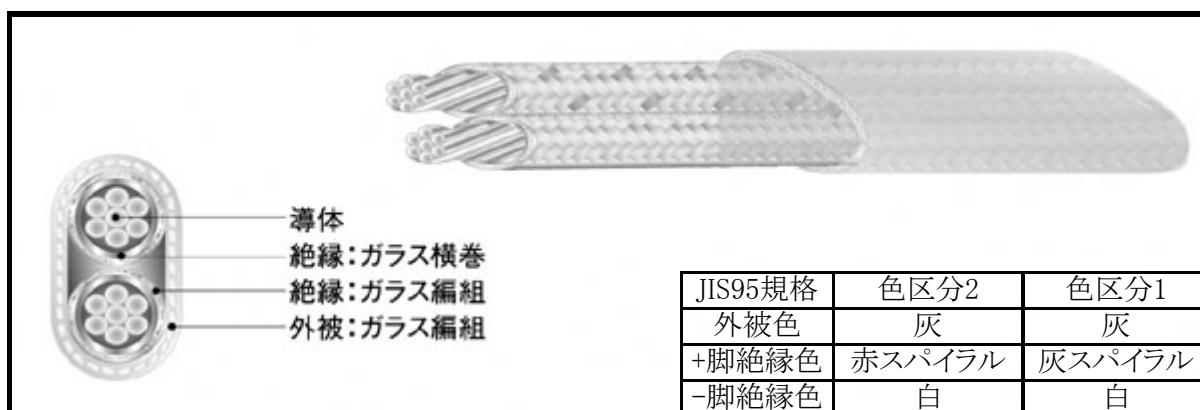 導体
絶縁：ガラス横巻
絶縁：ガラス編組
外被：ガラス編組
JIS95規格 色区分2 色区分1
外被色 灰 灰
+脚絶縁色 赤スパイラル 灰スパイラル
−脚絶縁色 白 白